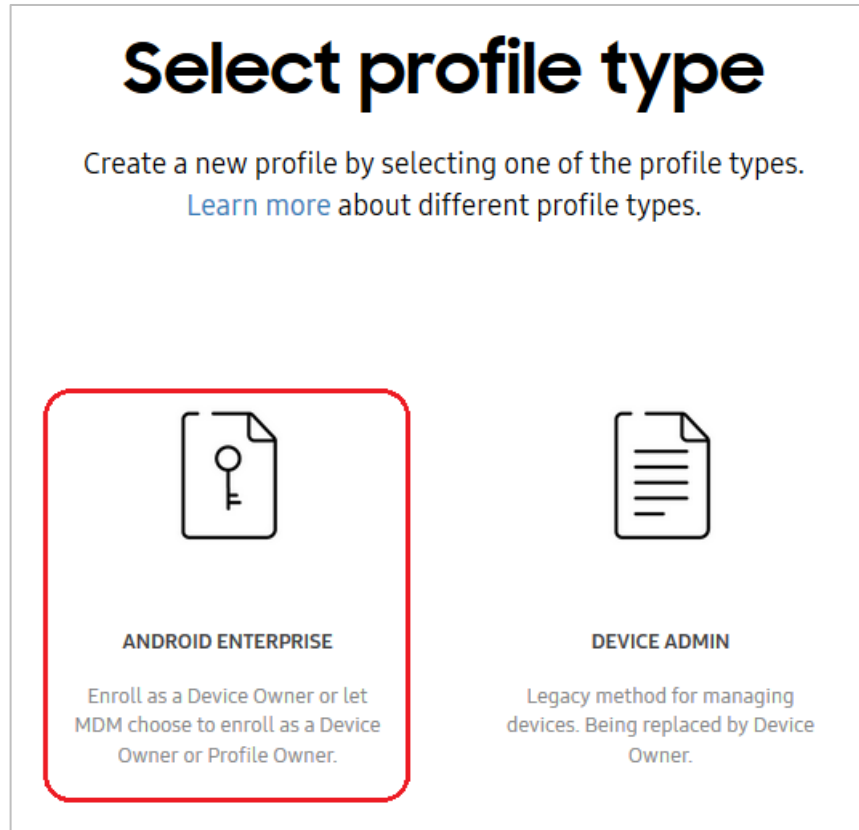 Select profile type
Create a new profile by selecting one of the profile types.
Learn more about different profile types.
ANDROID ENTERPRISE
Enroll as a Device Owner or let
MDM choose to enroll as a Device
Owner or Profile Owner.
DEVICE ADMIN
Legacy method for managing
devices. Being replaced by Device
Owner.